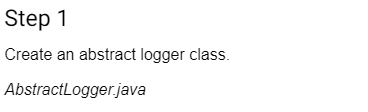 Step 1
Create an abstract logger class.
AbstractLogger.java